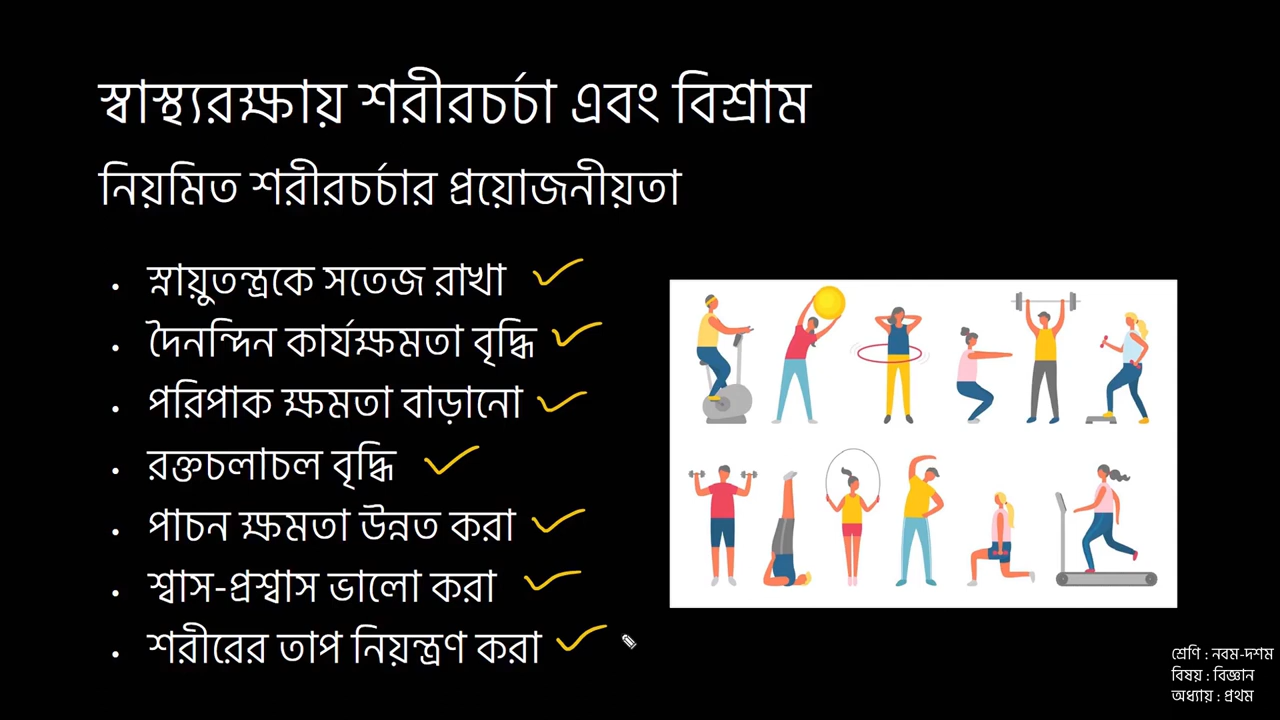 স্বাস্থ্যরক্ষায় শরীরচর্চা এবং বিশ্রাম
নিয়মিত শরীরচর্চার প্রয়োজনীয়তা
• স্নায়ুতন্ত্রকে সতেজ রাখা
• দৈনন্দিন কার্যক্ষমতা বৃদ্ধি
• পরিপাক ক্ষমতা বাড়ানো
• রক্তচলাচল বৃদ্ধি
• পাচন ক্ষমতা উন্নত করা
• শ্বাস-প্রশ্বাস ভালো করা
• শরীরের তাপ নিয়ন্ত্রণ করা
শ্রেণি : নবম-দশম
বিষয় : বিজ্ঞান
অধ্যায় : প্রথম